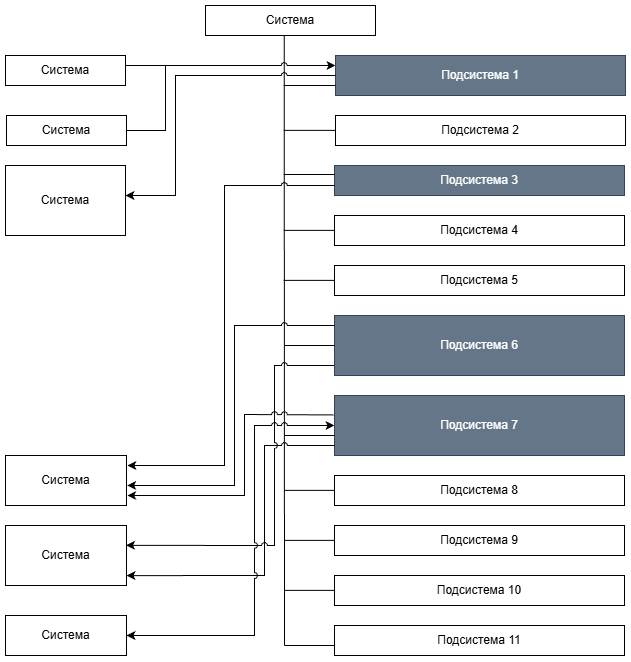 Система
Система
Подсистема 1
Система
Подсистема 2
Система
Подсистема 3
Подсистема 4
Подсистема 5
Подсистема 6
Подсистема 7
Система
Подсистема 8
Система
Подсистема 9
Подсистема 10
Система
Подсистема 11